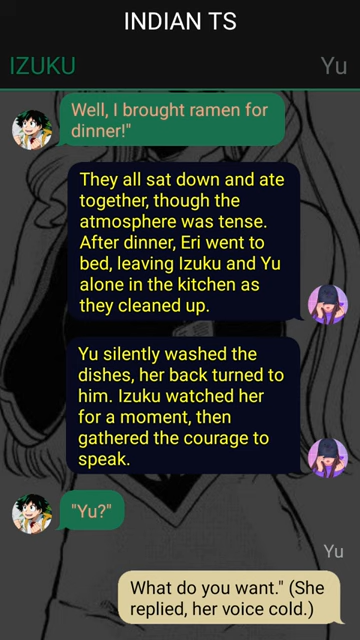 INDIAN TS
IZUKU Yu
Well, I brought ramen for
dinner!"
They all sat down and ate
together, though the
atmosphere was tense.
After dinner, Eri went to
bed, leaving Izuku and Yu
alone in the kitchen as
they cleaned up.
Yu silently washed the
dishes, her back turned to
him. Izuku watched her
for a moment, then
gathered the courage to
speak.
"Yu?"
Yu
What do you want." (She
replied, her voice cold.)